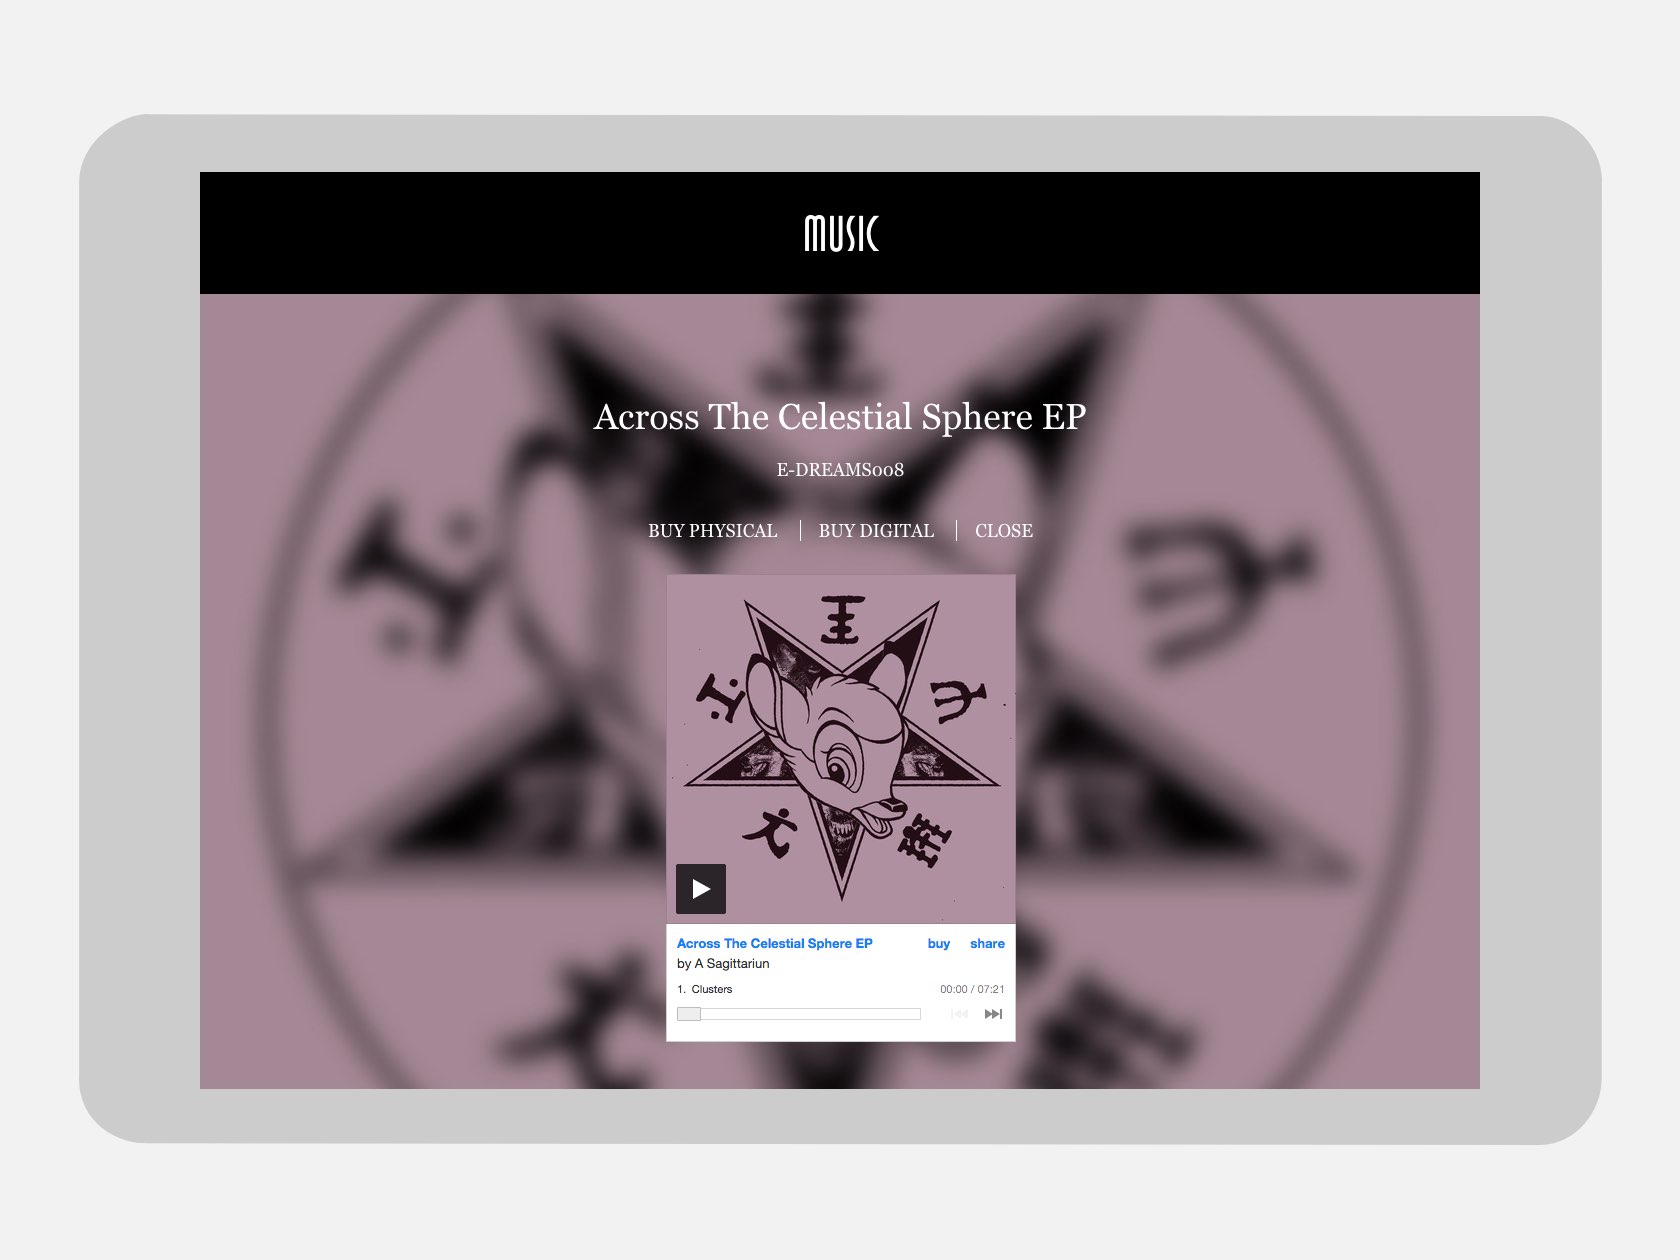 MUSIC
Across The Celestial Sphere EP
E-DREAMS008
BUY PHYSICAL | BUY DIGITAL | CLOSE
Across The Celestial Sphere EP buy share
by A Sagittariun
1. Clusters 00:00 / 07:21